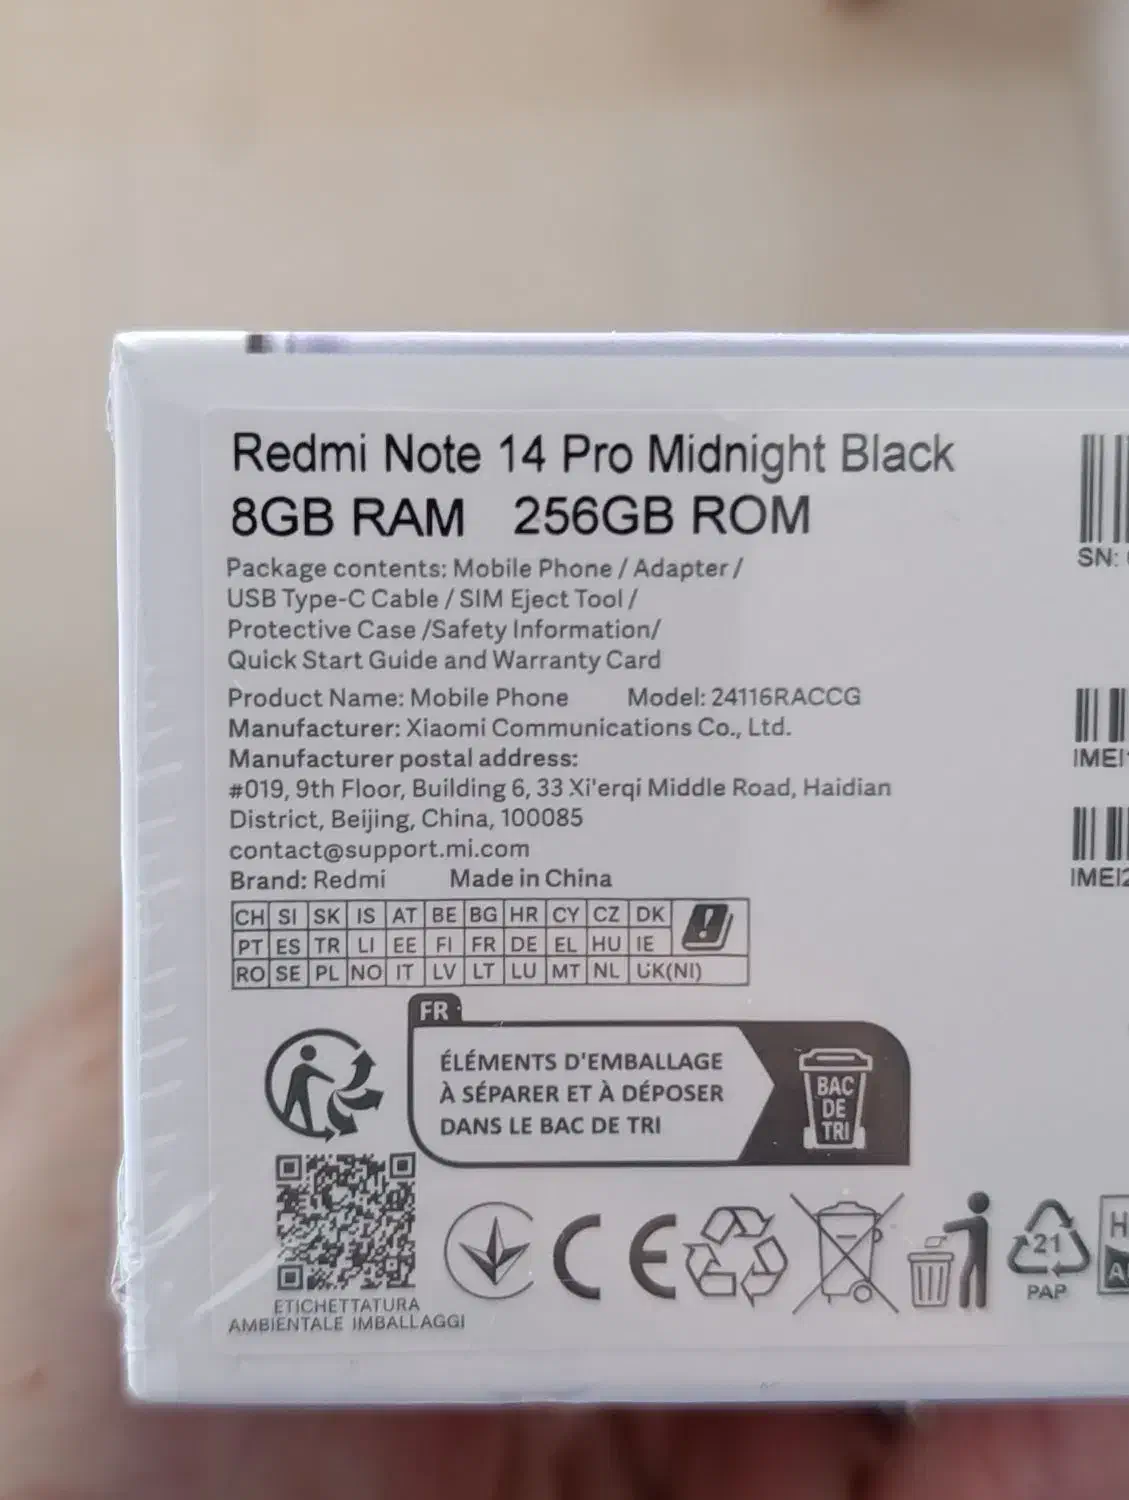 Redmi Note 14 Pro Midnight Black
8GB RAM 256GB ROM
Package contents: Mobile Phone / Adapter /
USB Type-C Cable / SIM Eject Tool /
Protective Case /Safety Information/
Quick Start Guide and Warranty Card
Product Name: Mobile Phone Model: 24116RACCG
Manufacturer: Xiaomi Communications Co., Ltd.
Manufacturer postal address:
#019, 9th Floor, Building 6, 33 Xi'erqi Middle Road, Haidian
District, Beijing, China, 100085
contact@support.mi.com
Brand: Redmi Made in China
CH SI SK IS AT BE BG HR CY CZ DK
PT ES TR LI EE FI FR DE EL HU IE
RO SE PL NO IT LV LT LU MT NL UK(NI)
FR
ÉLÉMENTS D'EMBALLAGE
À SÉPARER ET À DÉPOSER
DANS LE BAC DE TRI
BAC
DE
TRI
ETICHETTATURA
AMBIENTALE IMBALLAGGI
CE
21
PAP
SN:
IMEI1
IMEI2